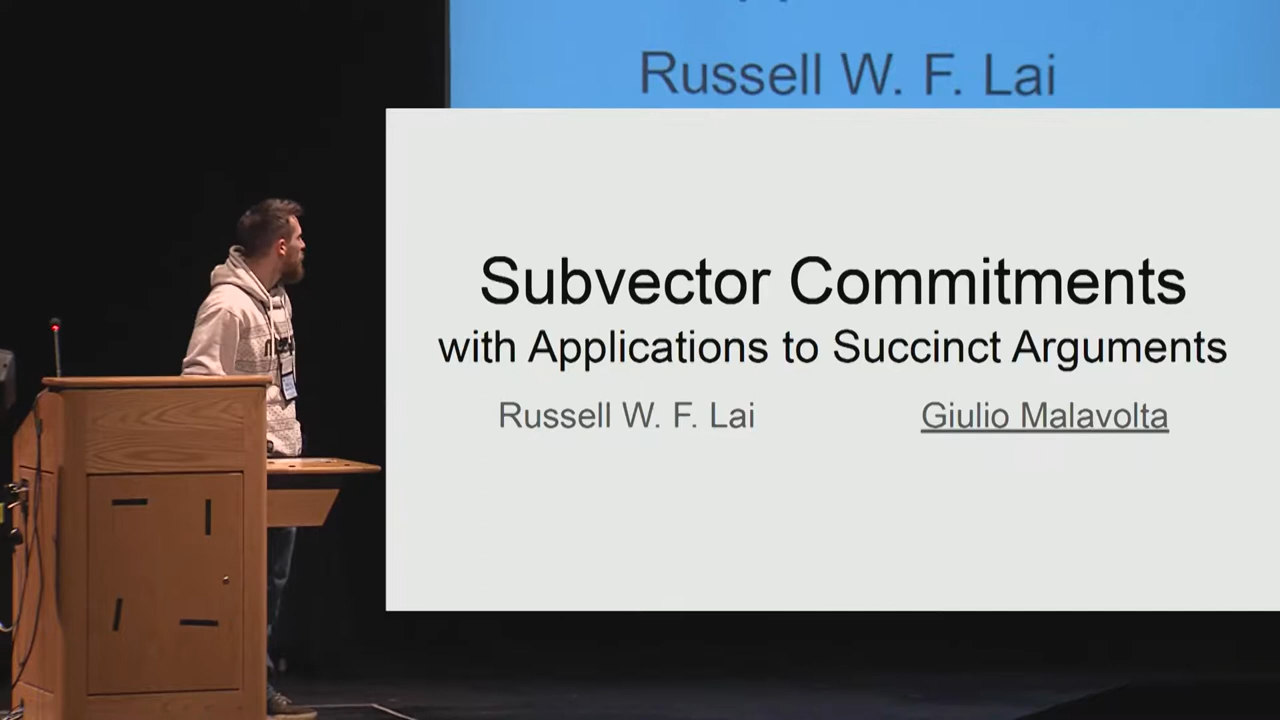 Russell W. F. Lai
Subvector Commitments
with Applications to Succinct Arguments
Russell W. F. Lai
Giulio Malavolta